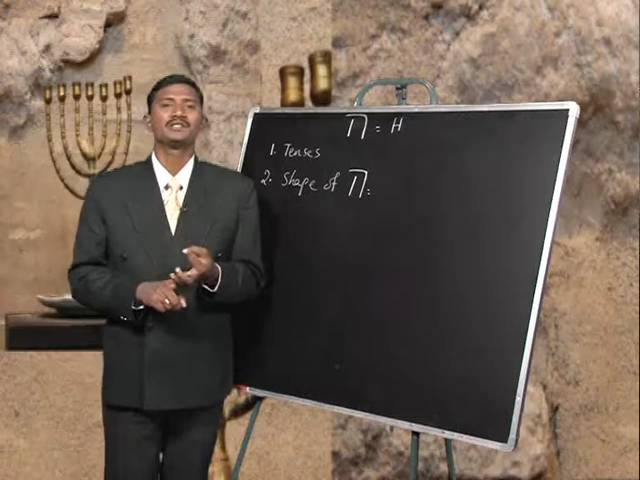 ח = H
1. Tenses
2. Shape of ח: